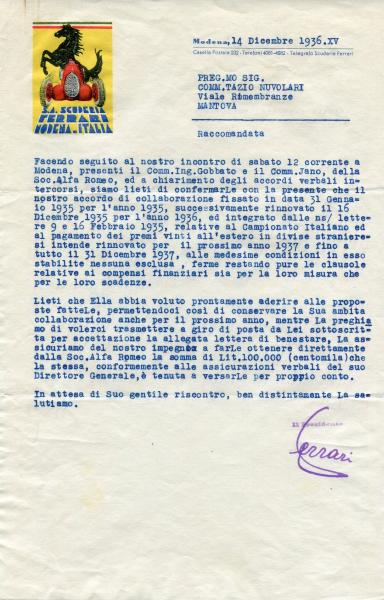 S.A. SCUDERIA
FERRARI
MODENA - ITALIA
Modena, 14 Dicembre 1936.XV
Casella Postale 232 - Telefono 4081-4982 - Telegrafo Scuderia Ferrari
PREG.MO SIG.
COMM.TAZIO NUVOLARI
Viale Rimembranze
MANTOVA
Raccomandata
Facendo seguito al nostro incontro di sabato 12 corrente a
Modena, presenti il Comm.Ing.Gobbato e il Comm.Jano, della
Soc.Alfa Romeo, ed a chiarimento degli accordi verbali in-
tercorsi, siamo lieti di confermarLe con la presente che il
nostro accordo di collaborazione fissato in data 31 Genna-
io 1935 per l'anno 1935, successivamente rinnovato il 16
Dicembre 1935 per l'anno 1936, ed integrato dalle ns/ lette-
re 9 e 16 Febbraio 1935, relative al Campionato Italiano ed
al pagamento dei premi vinti all'estero in divise straniere
si intende rinnovato per il prossimo anno 1937 e fino a
tutto il 31 Dicembre 1937, alle medesime condizioni in esso
stabilite nessuna esclusa , ferme restando pure le clausole
relative ai compensi finanziari sia per la loro misura che
per le loro scadenze.
Lieti che Ella abbia voluto prontamente aderire alle propo-
ste fatteLe, permettendoci così di conservare la Sua ambita
collaborazione anche per il prossimo anno, mentre La preghia
mo di volerci trasmettere a giro di posta da Lei sottoscrit-
ta per accettazione la allegata lettera di benestare, La as-
sicuriamo del nostro impegno a farLe ottenere direttamente
dalla Soc.Alfa Romeo la somma di Lit.100.000 (centomila)che
la stessa, conformemente alle assicurazioni verbali del suo
Direttore Generale,è tenuta a versarLe per proprio conto.
In attesa di Suo gentile riscontro, ben distintamente La sa-
lutiamo.
Il Presidente
Ferrari